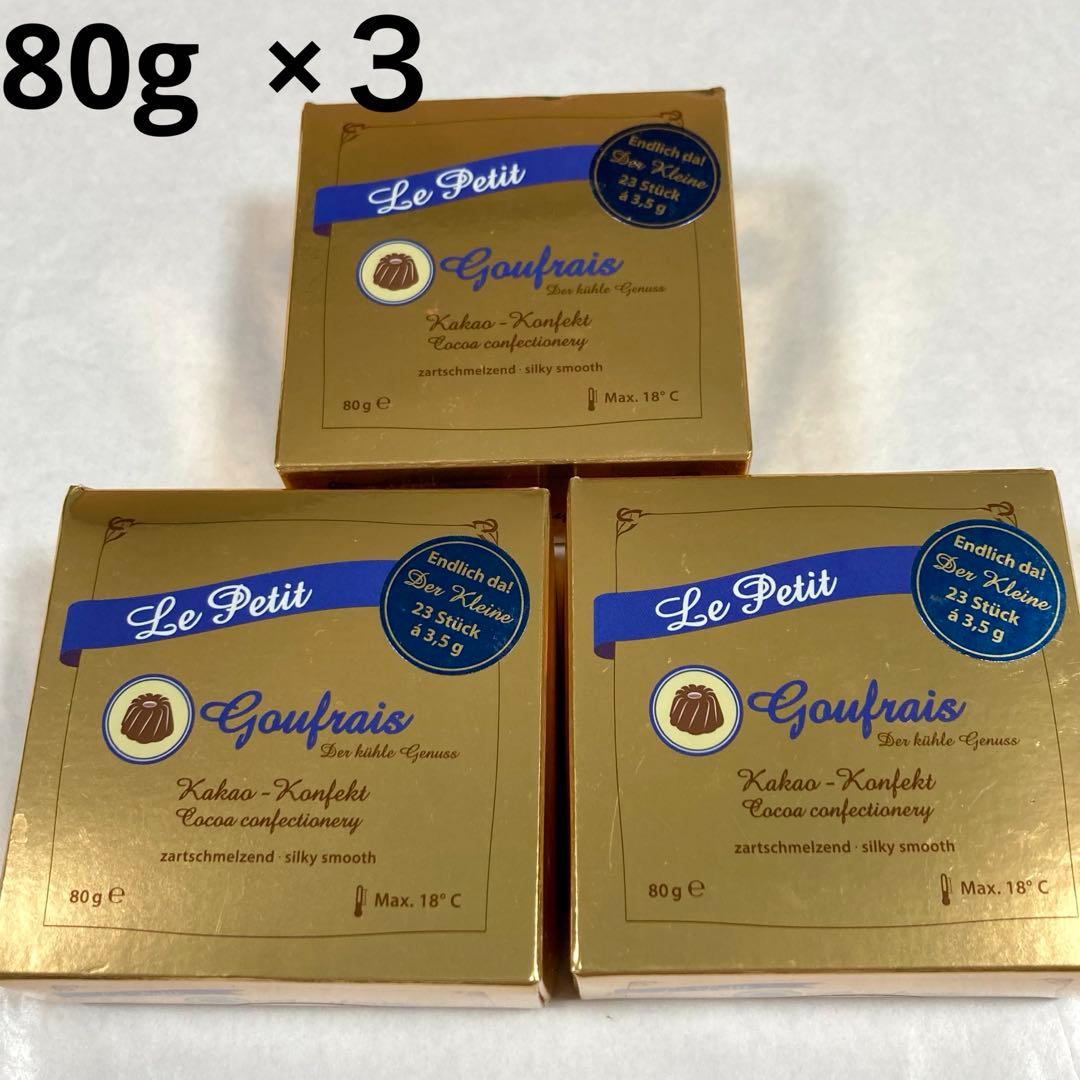 80g ×3
Le Petit
Endlich da!
Der Kleine
23 Stück
á 3,5 g
Goufrais
Der kühle Genuss
Kakao - Konfekt
Cocoa confectionery
zartschmelzend · silky smooth
80 g ℮
Max. 18° C
Le Petit
Endlich da!
Der Kleine
23 Stück
á 3,5 g
Goufrais
Der kühle Genuss
Kakao - Konfekt
Cocoa confectionery
zartschmelzend · silky smooth
80 g ℮
Max. 18° C
Le Petit
Endlich da!
Der Kleine
23 Stück
á 3,5 g
Goufrais
Der kühle Genuss
Kakao - Konfekt
Cocoa confectionery
zartschmelzend · silky smooth
80 g ℮
Max. 18° C